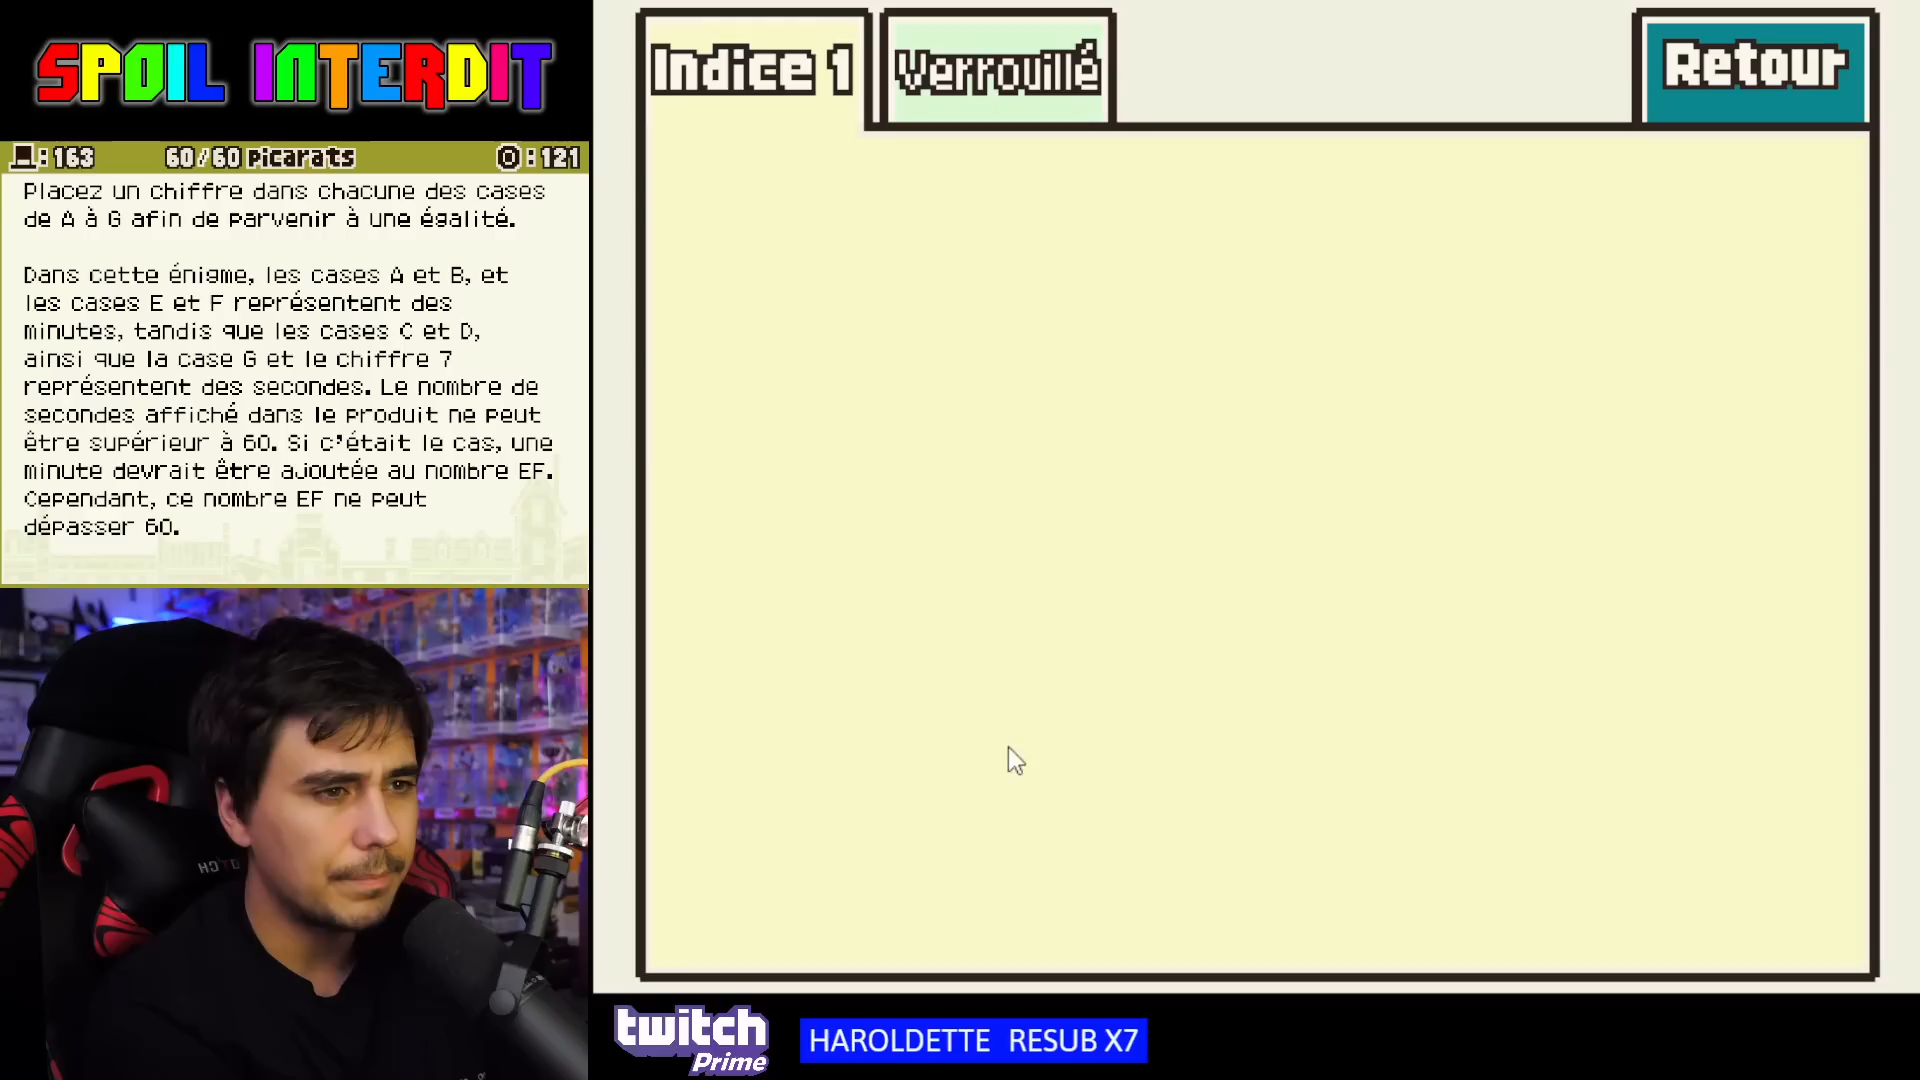 SPOIL INTERDIT
:163 60/60 picarats :121
Placez un chiffre dans chacune des cases
de A à G afin de parvenir à une égalité.
Dans cette énigme, les cases A et B, et
les cases E et F représentent des
minutes, tandis que les cases C et D,
ainsi que la case G et le chiffre 7
représentent des secondes. Le nombre de
secondes affiché dans le produit ne peut
être supérieur à 60. Si c'était le cas, une
minute devrait être ajoutée au nombre EF.
Cependant, ce nombre EF ne peut
dépasser 60.
Indice 1
Verrouillé
Retour
twitch
Prime
HAROLDETTE RESUB X7